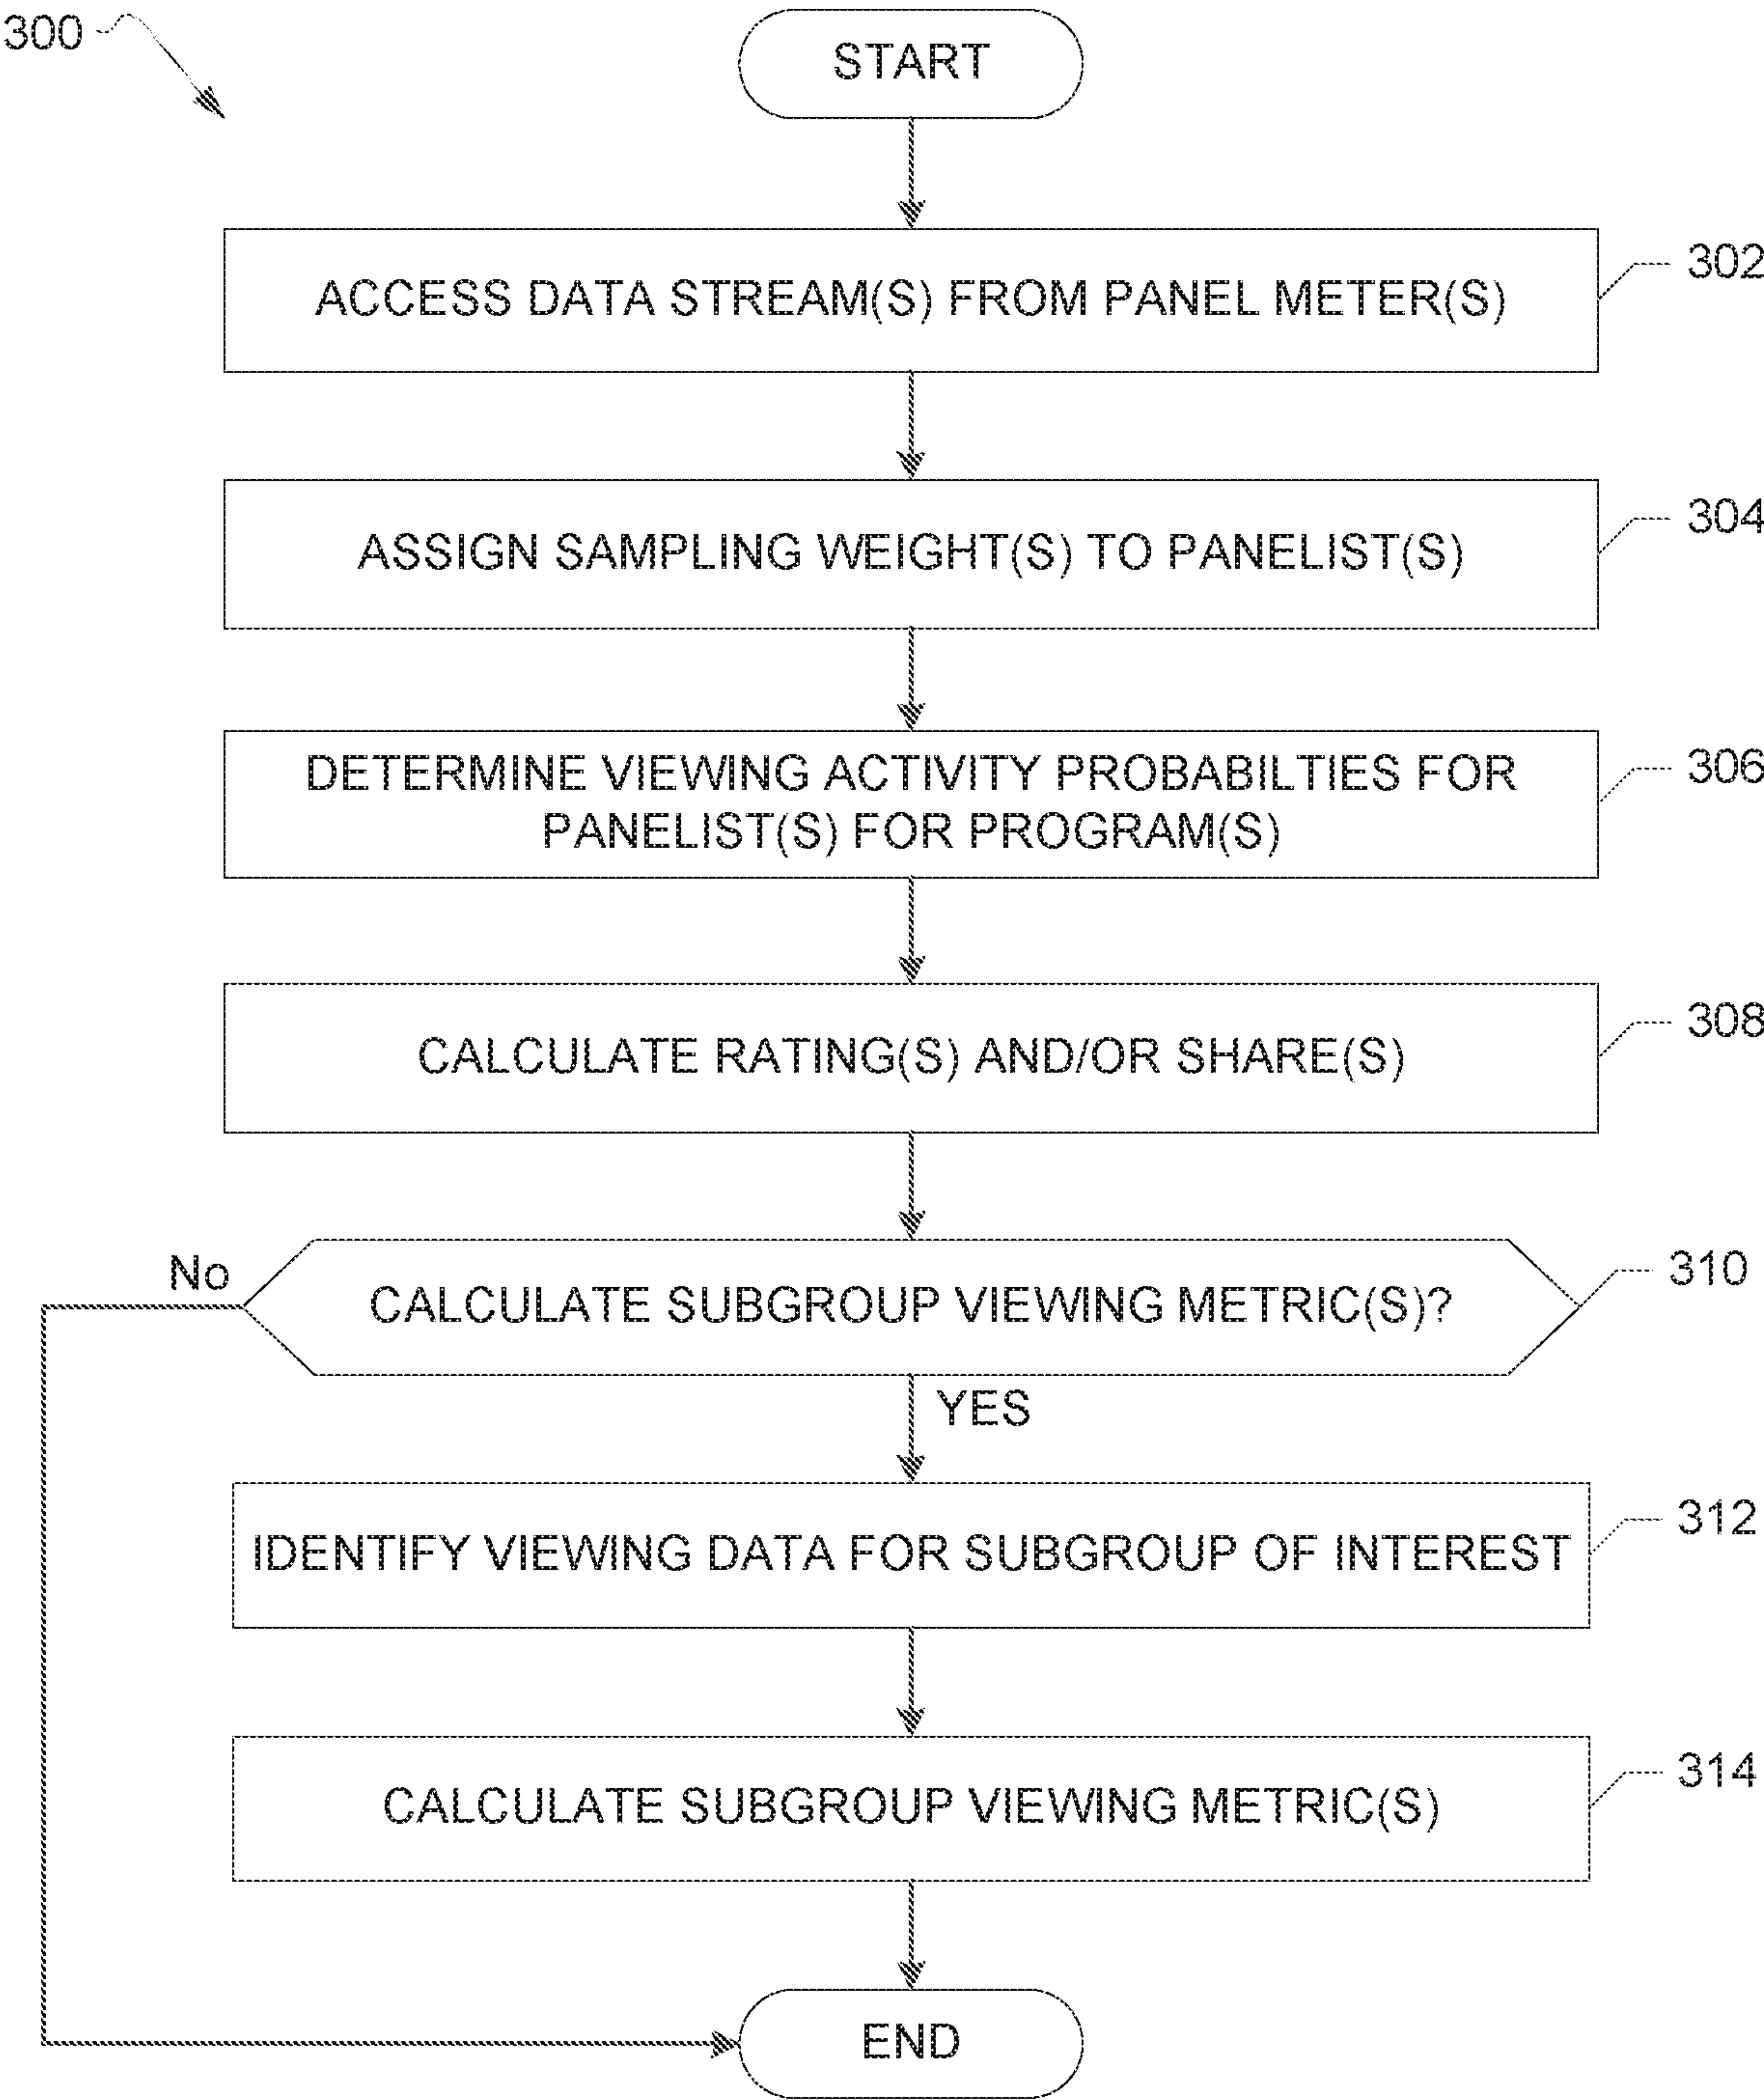 300
START
ACCESS DATA STREAM(S) FROM PANEL METER(S)
302
ASSIGN SAMPLING WEIGHT(S) TO PANELIST(S)
304
DETERMINE VIEWING ACTIVITY PROBABILTIES FOR
PANELIST(S) FOR PROGRAM(S)
306
CALCULATE RATING(S) AND/OR SHARE(S)
308
No
CALCULATE SUBGROUP VIEWING METRIC(S)?
310
YES
IDENTIFY VIEWING DATA FOR SUBGROUP OF INTEREST
312
CALCULATE SUBGROUP VIEWING METRIC(S)
314
END